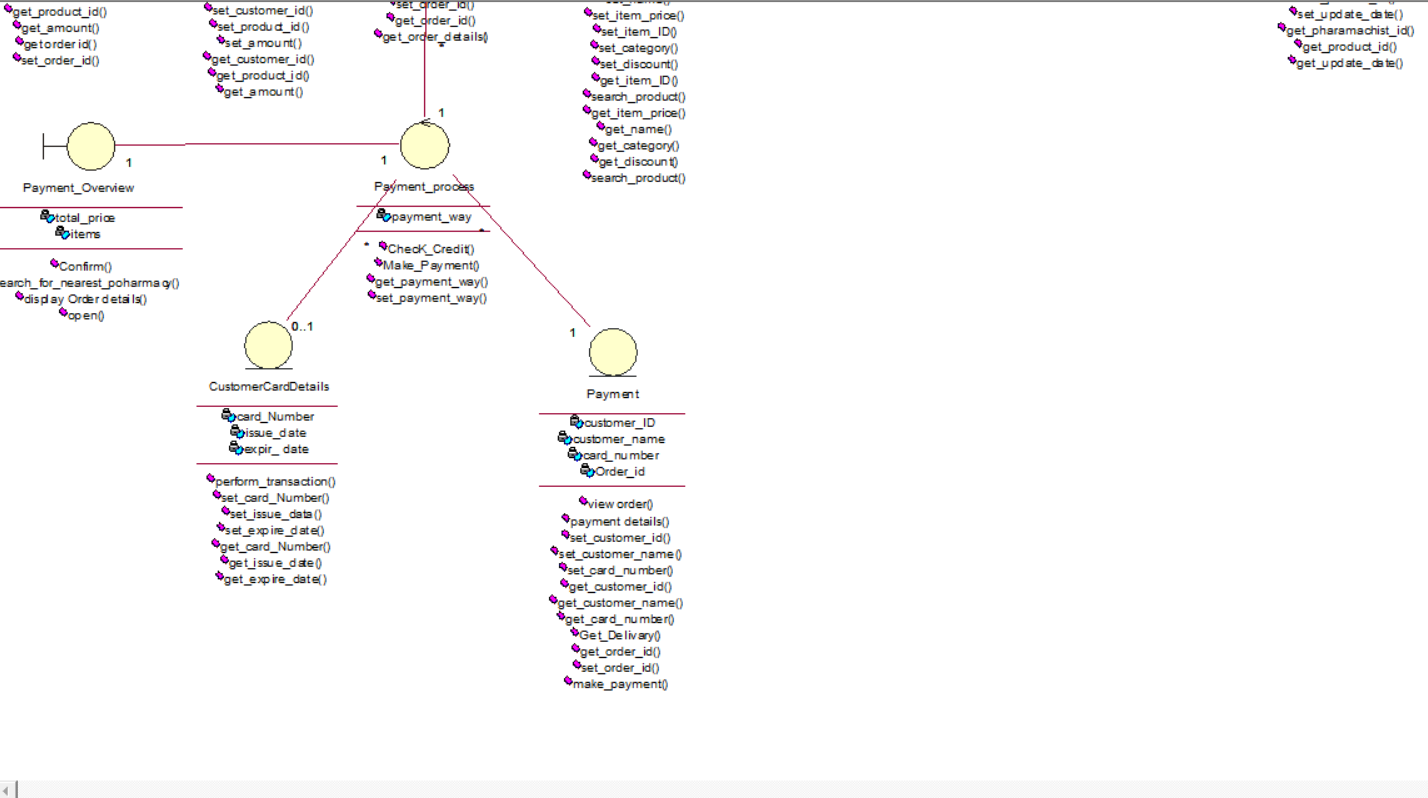 get_product_id()
get_amount()
getorder id()
set_order_id()
set_customer_id()
set_product_id()
set_amount()
get_customer_id()
get_product_id()
get_amount()
set_order_id()
get_order_id()
get_order_details()
*
set_item_price()
set_item_ID()
set_category()
set_discount()
get_item_ID()
search_product()
get_item_price()
get_name()
get_category()
get_discount()
search_product()
set_update_date()
get_pharamachist_id()
get_product_id()
get_update_date()
1
1
1
Payment_Overview
total_price
items
Confirm()
earch_for_nearest_poharmacy()
display Order details()
open()
Payment_process
payment_way
*
*
ChecK_Credit()
Make_Payment()
get_payment_way()
set_payment_way()
0..1
CustomerCardDetails
card_Number
issue_date
expir_ date
perform_transaction()
set_card_Number()
set_issue_data()
set_expire_date()
get_card_Number()
get_issue_date()
get_expire_date()
1
Payment
customer_ID
customer_name
card_number
Order_id
view order()
payment details()
set_customer_id()
set_customer_name()
set_card_number()
get_customer_id()
get_customer_name()
get_card_number()
Get_Delivary()
get_order_id()
set_order_id()
make_payment()